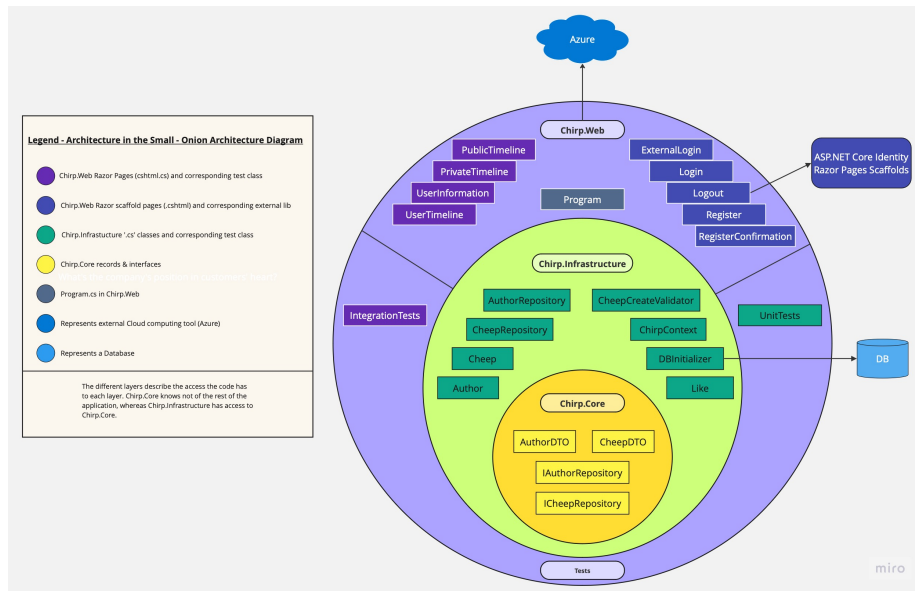 Azure
Chirp.Web
PublicTimeline
PrivateTimeline
UserInformation
UserTimeline
ExternalLogin
Login
Logout
Register
RegisterConfirmation
Program
ASP.NET Core Identity
Razor Pages Scaffolds
Legend - Architecture in the Small - Onion Architecture Diagram
Chirp.Web Razor Pages (cshtml.cs) and corresponding test class
Chirp.Web Razor scaffold pages (.cshtml) and corresponding external lib
Chirp.Infrastucture '.cs' classes and corresponding test class
Chirp.Core records & interfaces
Program.cs in Chirp.Web
Represents external Cloud computing tool (Azure)
Represents a Database
The different layers describe the access the code has
to each layer. Chirp.Core knows not of the rest of the
application, whereas Chirp.Infrastructure has access to
Chirp.Core.
Chirp.Infrastructure
AuthorRepository
CheepRepository
Cheep
Author
CheepCreateValidator
ChirpContext
DBInitializer
Like
IntegrationTests
UnitTests
DB
Chirp.Core
AuthorDTO
CheepDTO
IAuthorRepository
ICheepRepository
Tests
miro